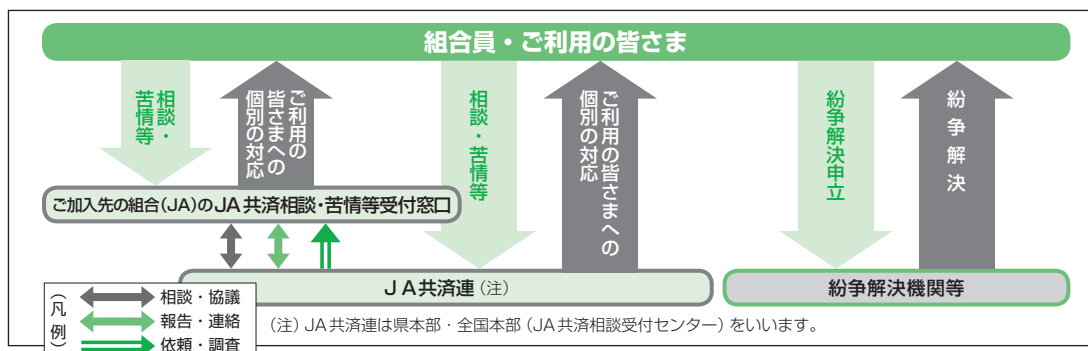 組合員・ご利用の皆さま
相談・
苦情等
ご利用の
皆さまへの
個別の対応
相談・苦情等
ご利用の皆さまへの
個別の対応
紛争解決申立
紛争解決
ご加入先の組合(JA)のJA共済相談・苦情等受付窓口
JA共済連(注)
紛争解決機関等
(凡例)
相談・協議
報告・連絡
依頼・調査
(注)JA共済連は県本部・全国本部(JA共済相談受付センター)をいいます。